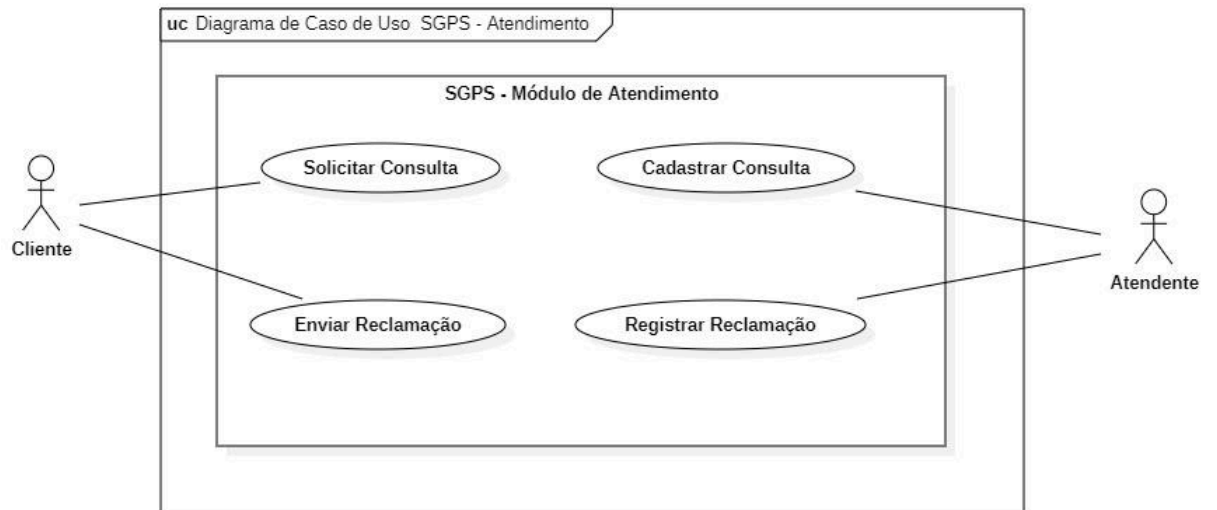 uc Diagrama de Caso de Uso SGPS - Atendimento
SGPS - Módulo de Atendimento
Solicitar Consulta
Cadastrar Consulta
Cliente
Atendente
Enviar Reclamação
Registrar Reclamação